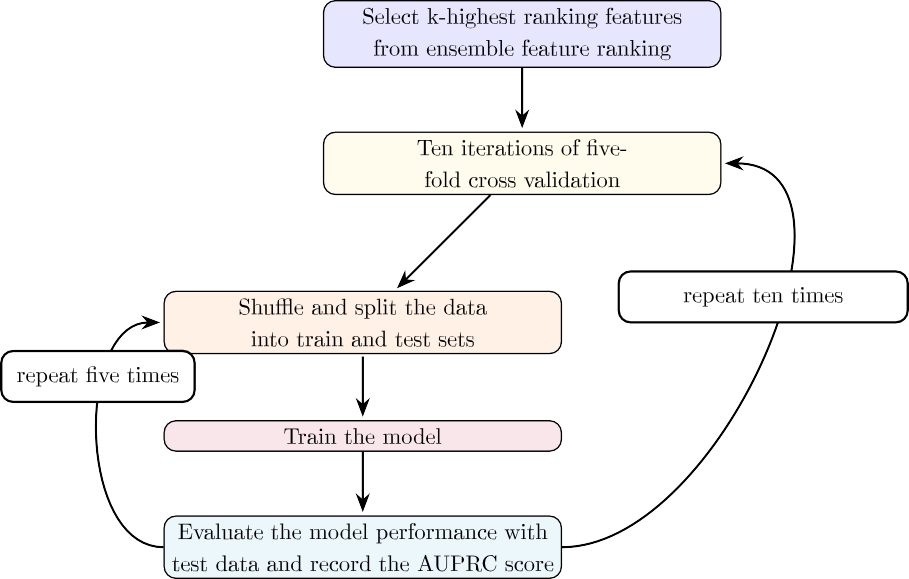 Select k-highest ranking features
from ensemble feature ranking
Ten iterations of five-
fold cross validation
repeat ten times
Shuffle and split the data
into train and test sets
repeat five times
Train the model
Evaluate the model performance with
test data and record the AUPRC score